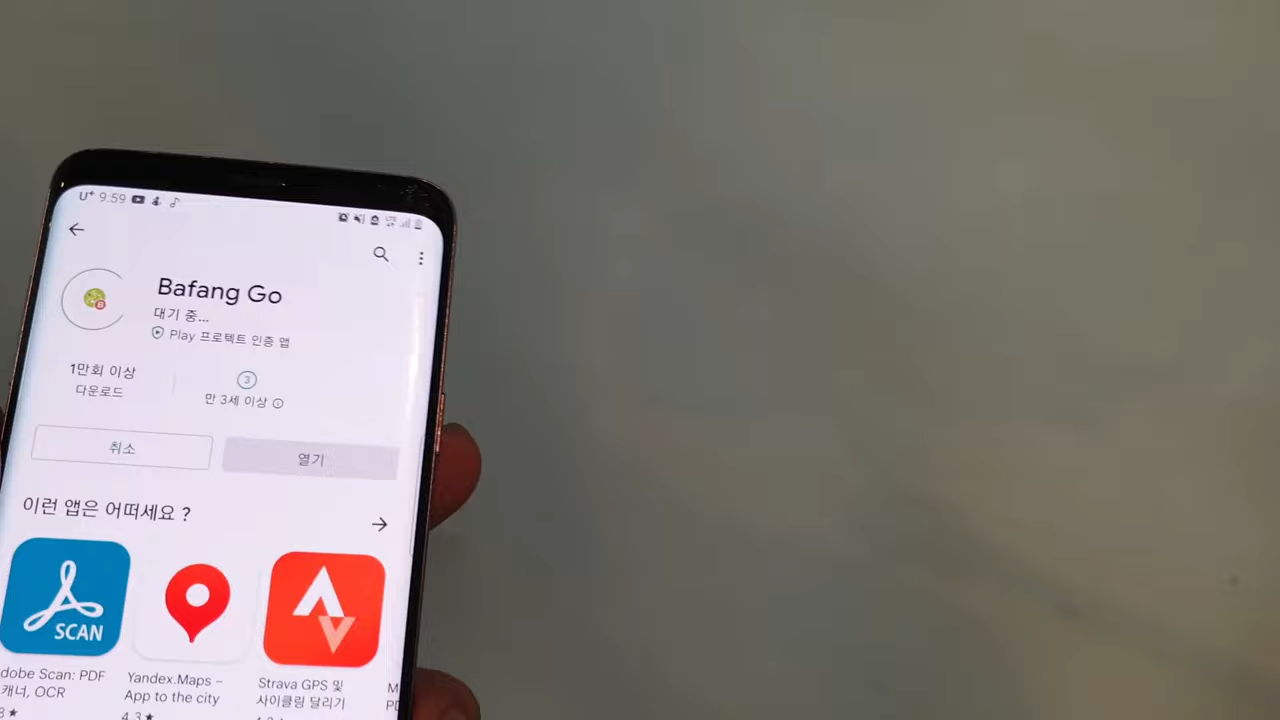 U+ 9:59
LTE
Bafang Go
대기 중...
Play 프로텍트 인증 앱
1만회 이상
다운로드
3
만 3세 이상
취소
열기
이런 앱은 어떠세요 ?
SCAN
dobe Scan: PDF
캐너, OCR
Yandex.Maps –
App to the city
4.3★
Strava GPS 및
사이클링 달리기